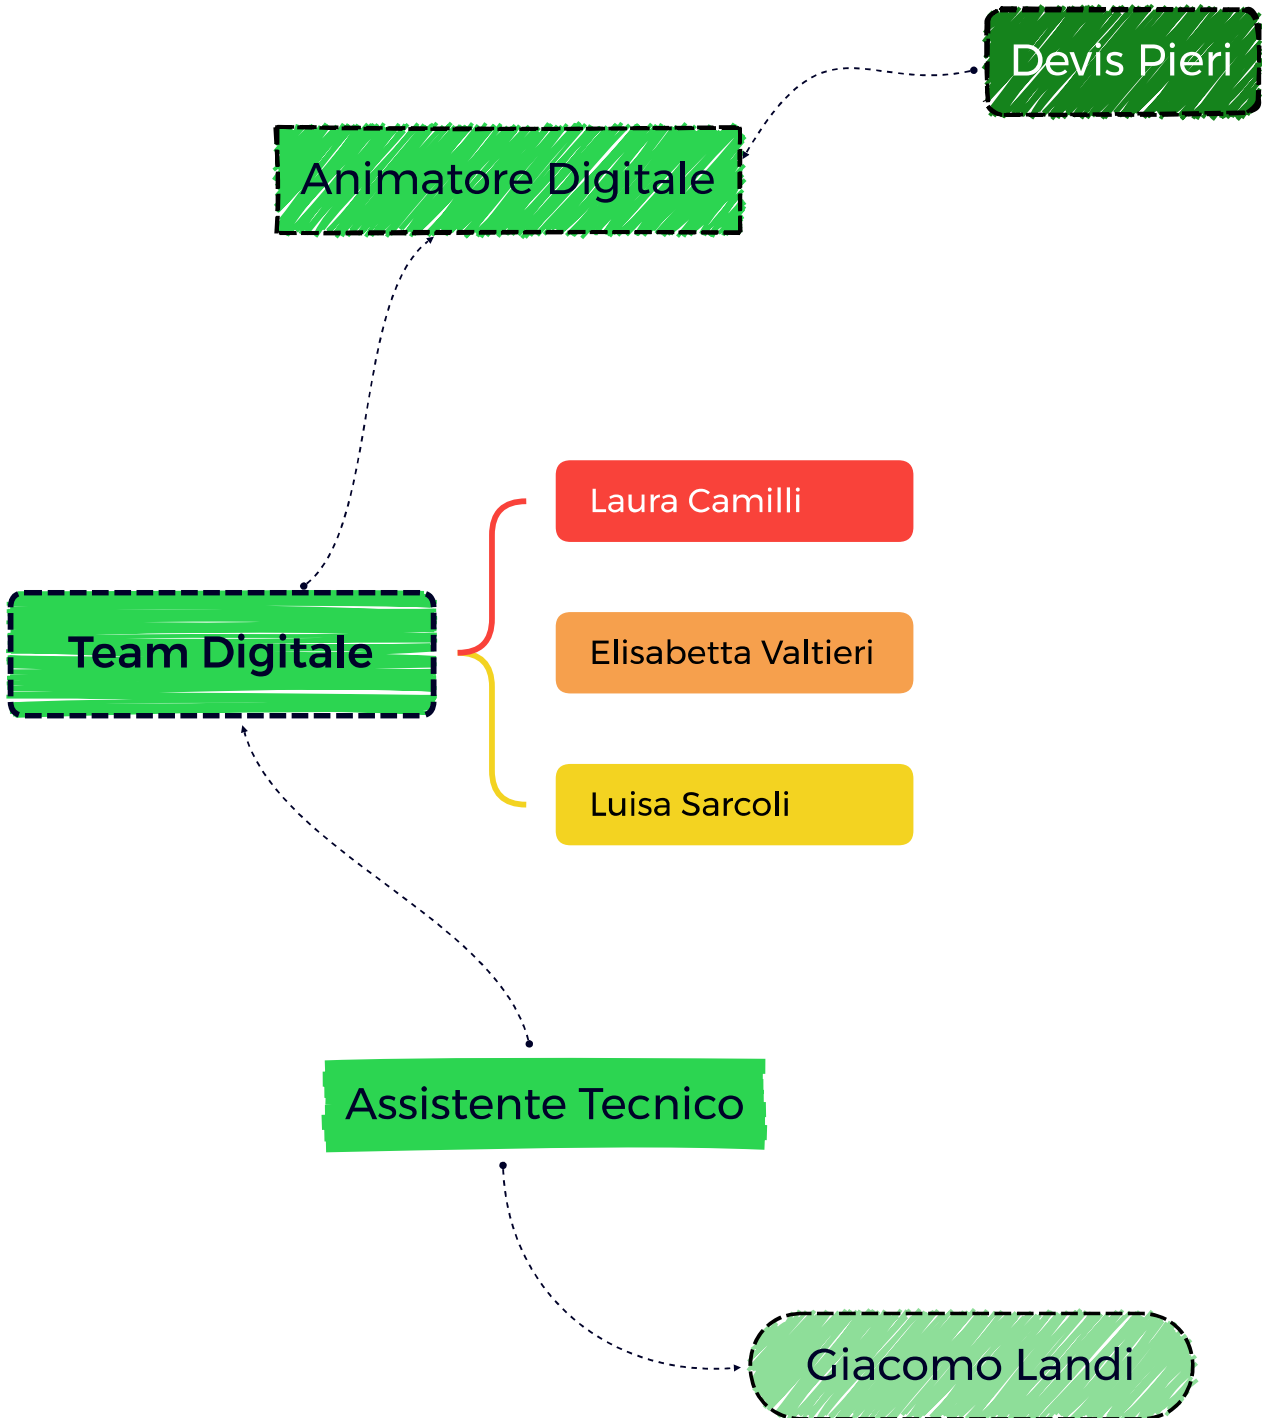 Devis Pieri
Animatore Digitale
Laura Camilli
Team Digitale
Elisabetta Valtieri
Luisa Sarcoli
Assistente Tecnico
Giacomo Landi